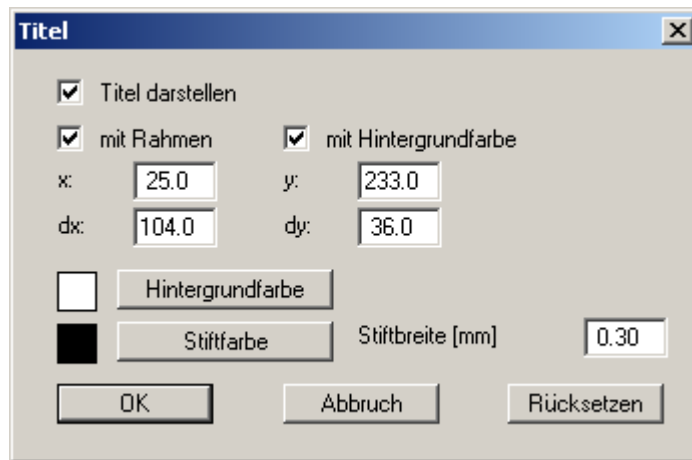 Titel
Titel darstellen
mit Rahmen mit Hintergrundfarbe
x: 25.0 y: 233.0
dx: 104.0 dy: 36.0
Hintergrundfarbe
Stiftfarbe Stiftbreite [mm] 0.30
OK Abbruch Rücksetzen